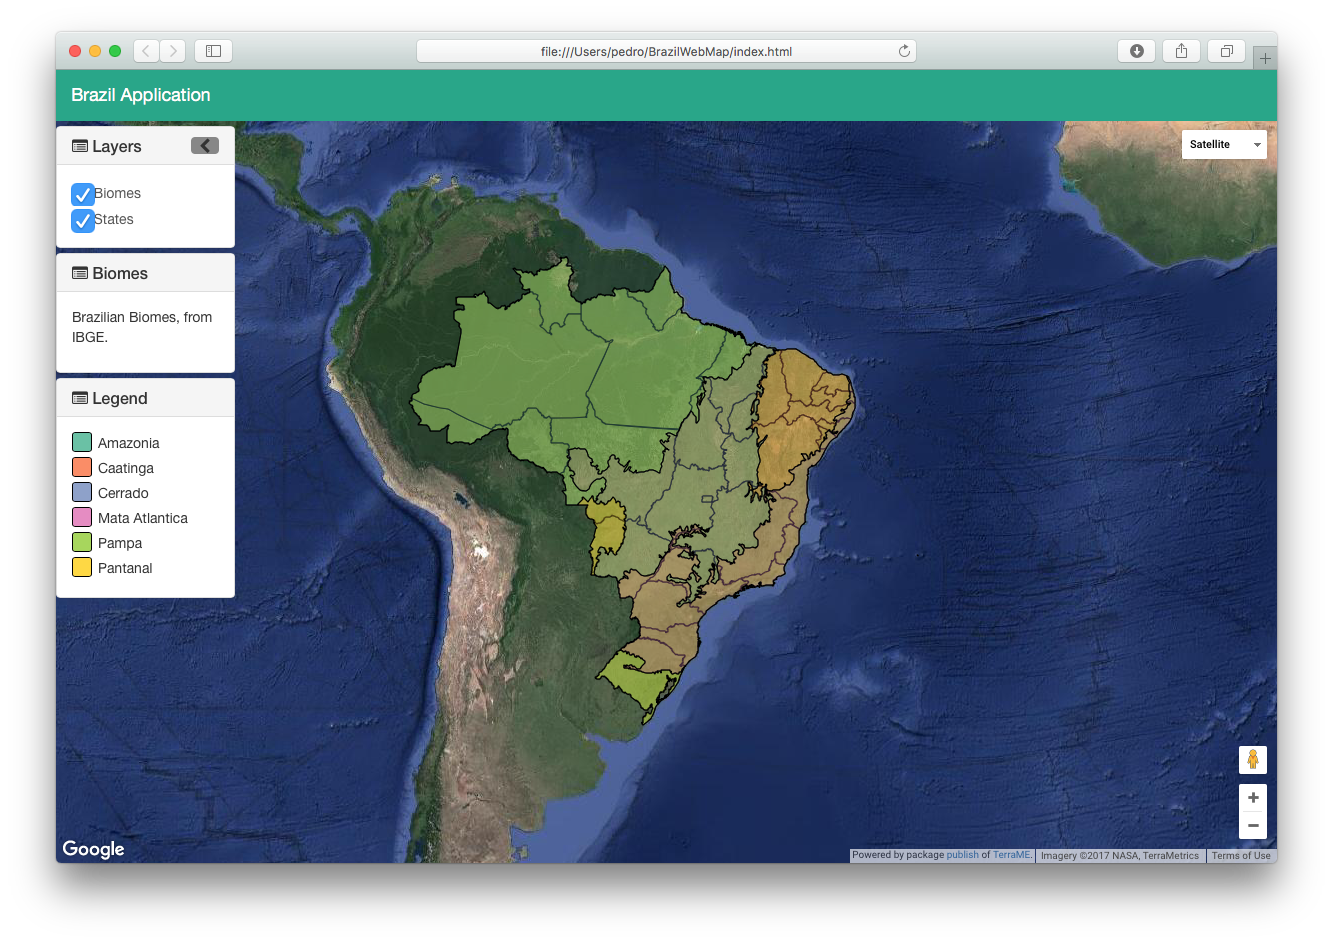 file:///Users/pedro/BrazilWebMap/index.html
Brazil Application
Layers
Satellite
Biomes
States
Biomes
Brazilian Biomes, from
IBGE.
Legend
Amazonia
Caatinga
Cerrado
Mata Atlantica
Pampa
Pantanal
Google
Powered by package publish of TerraME. Imagery ©2017 NASA, TerraMetrics Terms of Use